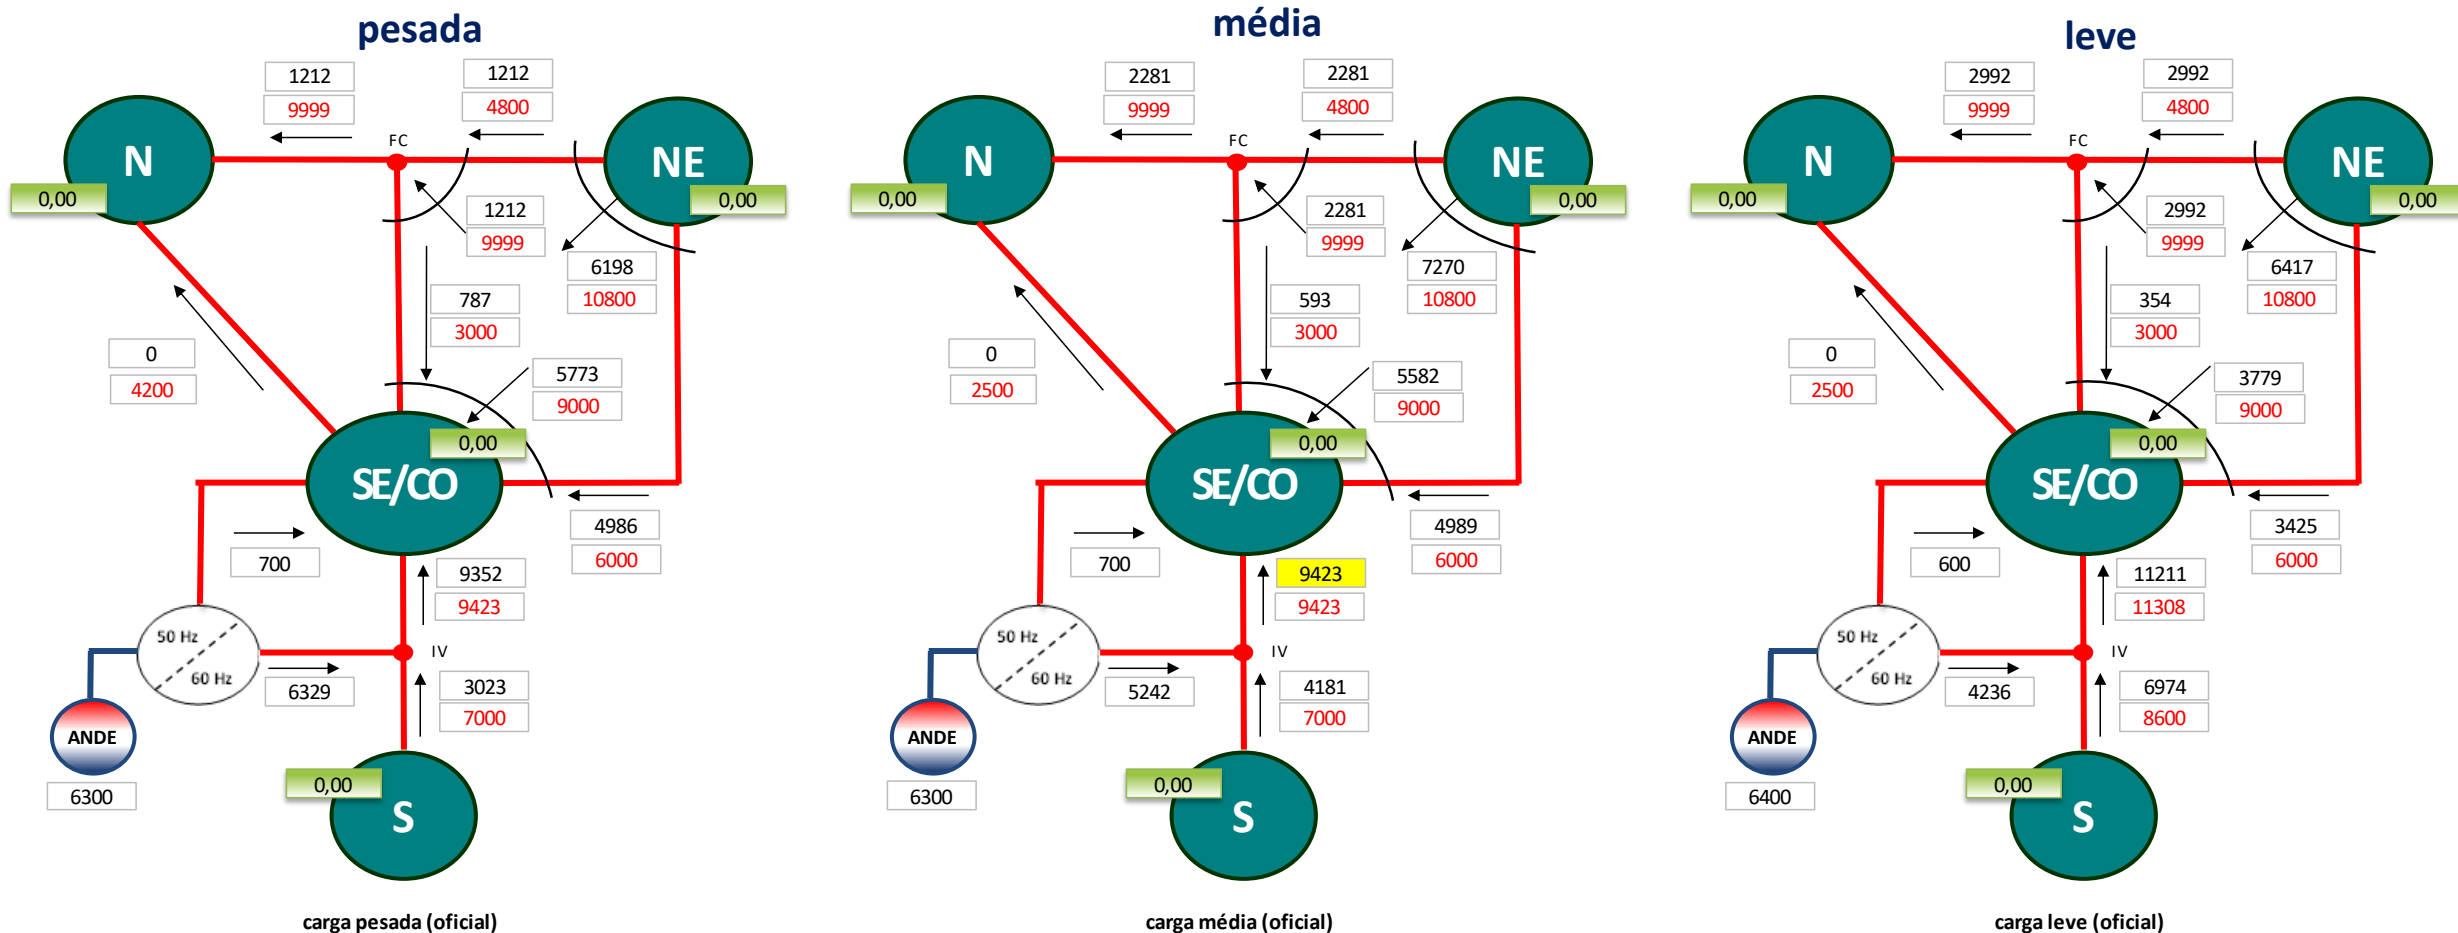 pesada
1212
9999
1212
4800
FC
N
NE
0,00
0,00
1212
9999
6198
10800
787
3000
0
4200
5773
9000
0,00
SE/CO
4986
6000
700
9352
9423
50 Hz
60 Hz
IV
6329
3023
7000
ANDE
6300
0,00
S
carga pesada (oficial)
média
2281
9999
2281
4800
FC
N
NE
0,00
0,00
2281
9999
7270
10800
593
3000
0
2500
5582
9000
0,00
SE/CO
4989
6000
700
9423
9423
50 Hz
60 Hz
IV
5242
4181
7000
ANDE
6300
0,00
S
carga média (oficial)
leve
2992
9999
2992
4800
FC
N
NE
0,00
0,00
2992
9999
6417
10800
354
3000
0
2500
3779
9000
0,00
SE/CO
3425
6000
600
11211
11308
50 Hz
60 Hz
IV
4236
6974
8600
ANDE
6400
0,00
S
carga leve (oficial)